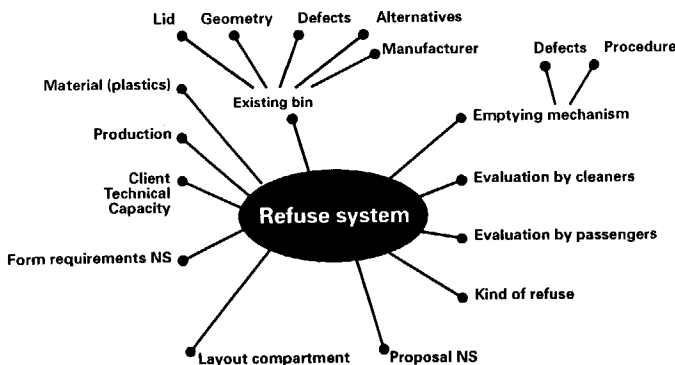 Lid
Geometry
Defects
Alternatives
Manufacturer
Defects
Procedure
Material (plastics)
Existing bin
Emptying mechanism
Production
Client
Technical
Capacity
Evaluation by cleaners
Refuse system
Evaluation by passengers
Form requirements NS
Kind of refuse
Layout compartment
Proposal NS